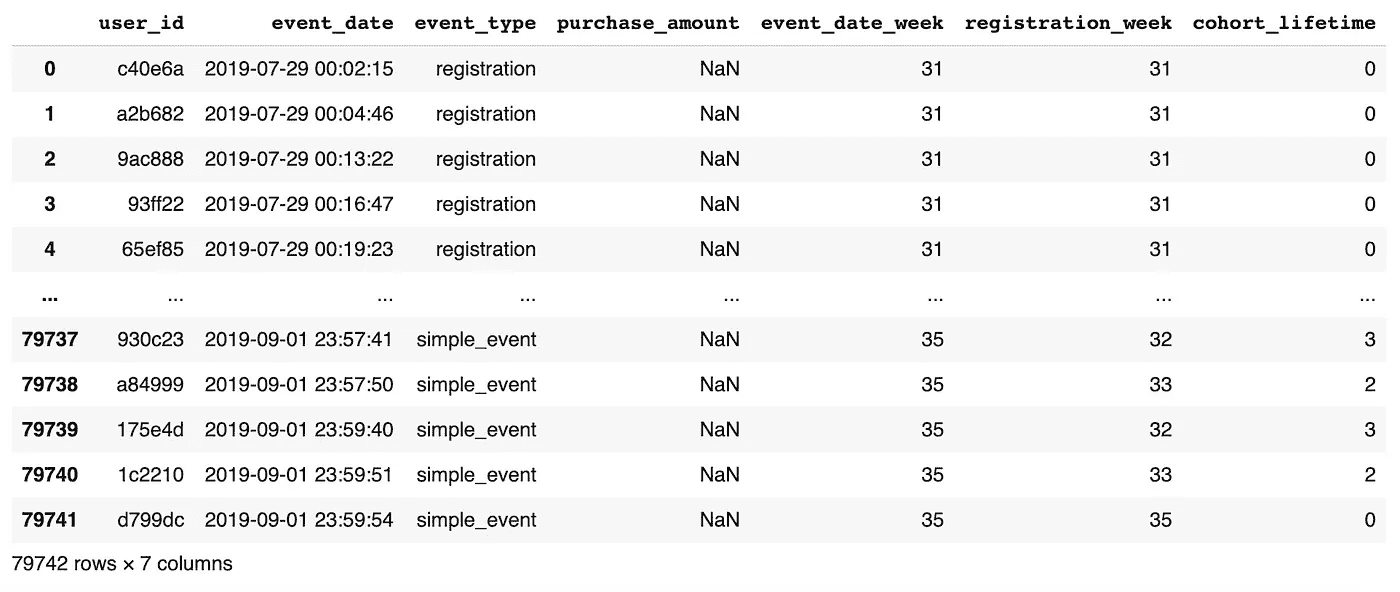 user_id event_date event_type purchase_amount event_date_week registration_week cohort_lifetime
0 c40e6a 2019-07-29 00:02:15 registration NaN 31 31 0
1 a2b682 2019-07-29 00:04:46 registration NaN 31 31 0
2 9ac888 2019-07-29 00:13:22 registration NaN 31 31 0
3 93ff22 2019-07-29 00:16:47 registration NaN 31 31 0
4 65ef85 2019-07-29 00:19:23 registration NaN 31 31 0
... ... ... ... ... ... ... ...
79737 930c23 2019-09-01 23:57:41 simple_event NaN 35 32 3
79738 a84999 2019-09-01 23:57:50 simple_event NaN 35 33 2
79739 175e4d 2019-09-01 23:59:40 simple_event NaN 35 32 3
79740 1c2210 2019-09-01 23:59:51 simple_event NaN 35 33 2
79741 d799dc 2019-09-01 23:59:54 simple_event NaN 35 35 0
79742 rows × 7 columns